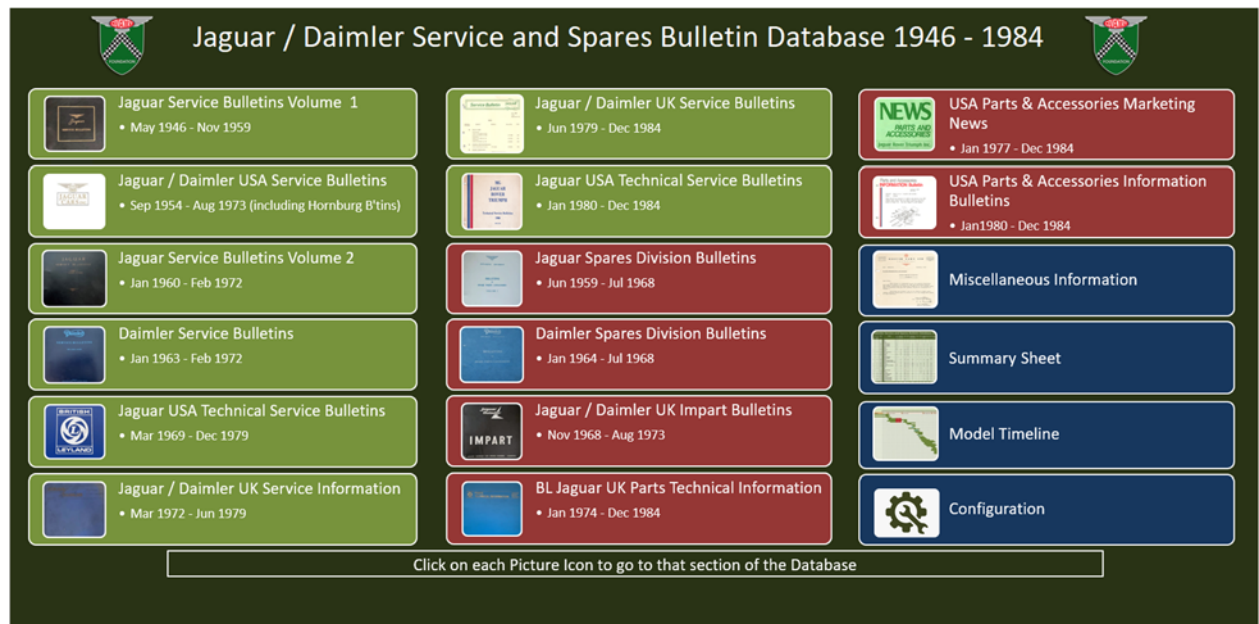 Jaguar / Daimler Service and Spares Bulletin Database 1946 - 1984
Jaguar Service Bulletins Volume 1
• May 1946 - Nov 1959
Jaguar / Daimler USA Service Bulletins
• Sep 1954 - Aug 1973 (including Hornburg B'tins)
Jaguar Service Bulletins Volume 2
• Jan 1960 - Feb 1972
Daimler Service Bulletins
• Jan 1963 - Feb 1972
BRITISH
LEYLAND
Jaguar USA Technical Service Bulletins
• Mar 1969 - Dec 1979
Jaguar / Daimler UK Service Information
• Mar 1972 - Jun 1979
Jaguar / Daimler UK Service Bulletins
• Jun 1979 - Dec 1984
JAGUAR
ROVER
TRIUMPH
Jaguar USA Technical Service Bulletins
• Jan 1980 - Dec 1984
Jaguar Spares Division Bulletins
• Jun 1959 - Jul 1968
Daimler Spares Division Bulletins
• Jan 1964 - Jul 1968
IMPART
Jaguar / Daimler UK Impart Bulletins
• Nov 1968 - Aug 1973
BL Jaguar UK Parts Technical Information
• Jan 1974 - Dec 1984
NEWS
PARTS AND
ACCESSORIES
Jaguar Rover Triumph Inc.
USA Parts & Accessories Marketing
News
• Jan 1977 - Dec 1984
USA Parts & Accessories Information
Bulletins
• Jan1980 - Dec 1984
Miscellaneous Information
Summary Sheet
Model Timeline
Configuration
Click on each Picture Icon to go to that section of the Database